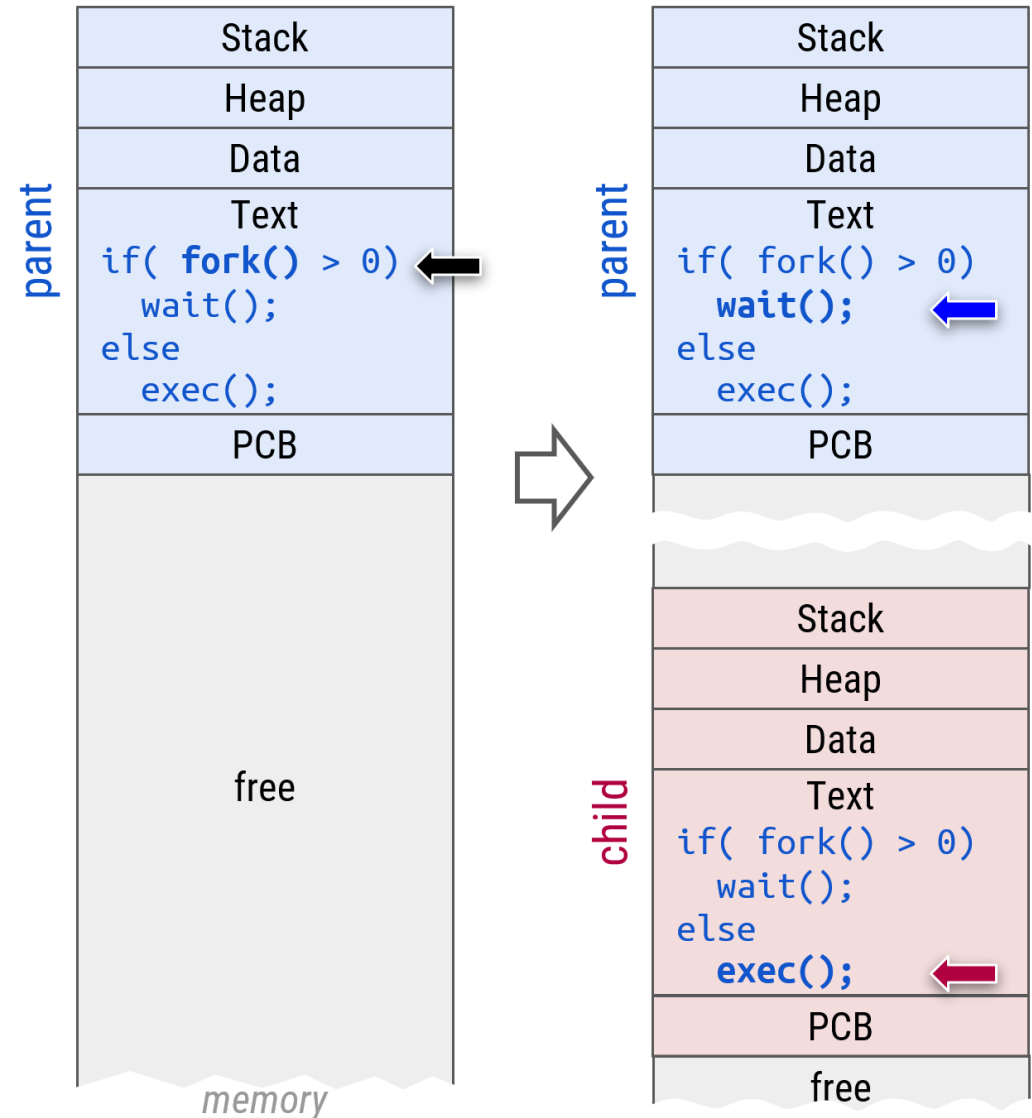 parent
Stack
Heap
Data
Text
if( fork() > 0)
wait();
else
exec();
PCB
free
memory
parent
Stack
Heap
Data
Text
if( fork() > 0)
wait();
else
exec();
PCB
child
Stack
Heap
Data
Text
if( fork() > 0)
wait();
else
exec();
PCB
free